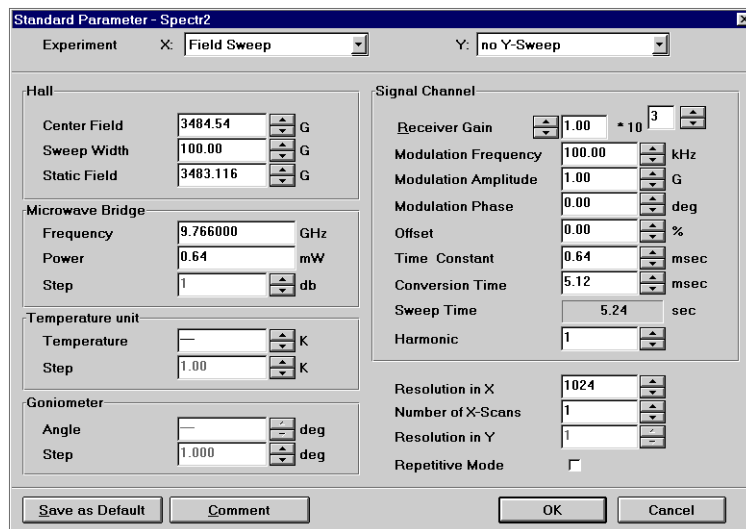 Standard Parameter - Spectr2
Experiment X: Field Sweep Y: no Y-Sweep
Hall
Center Field 3484.54 G
Sweep Width 100.00 G
Static Field 3483.116 G
Microwave Bridge
Frequency 9.766000 GHz
Power 0.64 mW
Step 1 db
Temperature unit
Temperature — K
Step 1.00 K
Goniometer
Angle — deg
Step 1.000 deg
Signal Channel
Receiver Gain 1.00 * 10 3
Modulation Frequency 100.00 kHz
Modulation Amplitude 1.00 G
Modulation Phase 0.00 deg
Offset 0.00 %
Time Constant 0.64 msec
Conversion Time 5.12 msec
Sweep Time 5.24 sec
Harmonic 1
Resolution in X 1024
Number of X-Scans 1
Resolution in Y 1
Repetitive Mode
Save as Default Comment OK Cancel